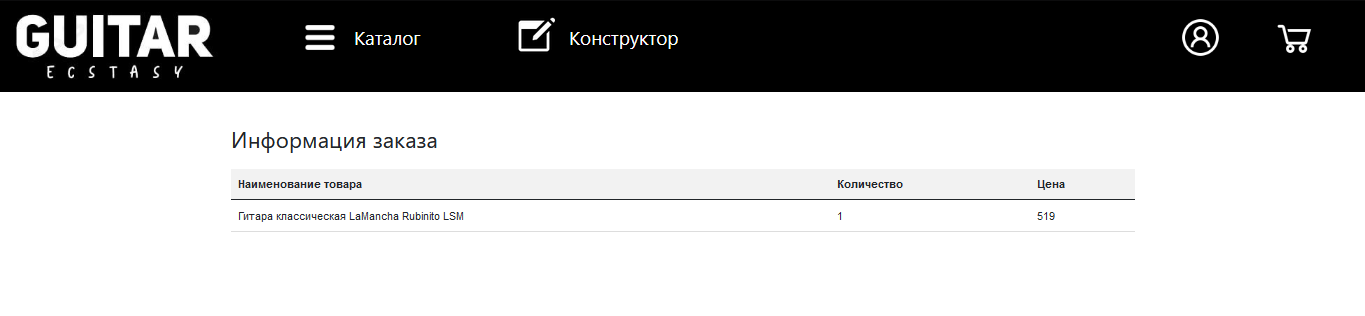 GUITAR
ECSTASY
Каталог
Конструктор
Информация заказа
Наименование товара Количество Цена
Гитара классическая LaMancha Rubinito LSM 1 519